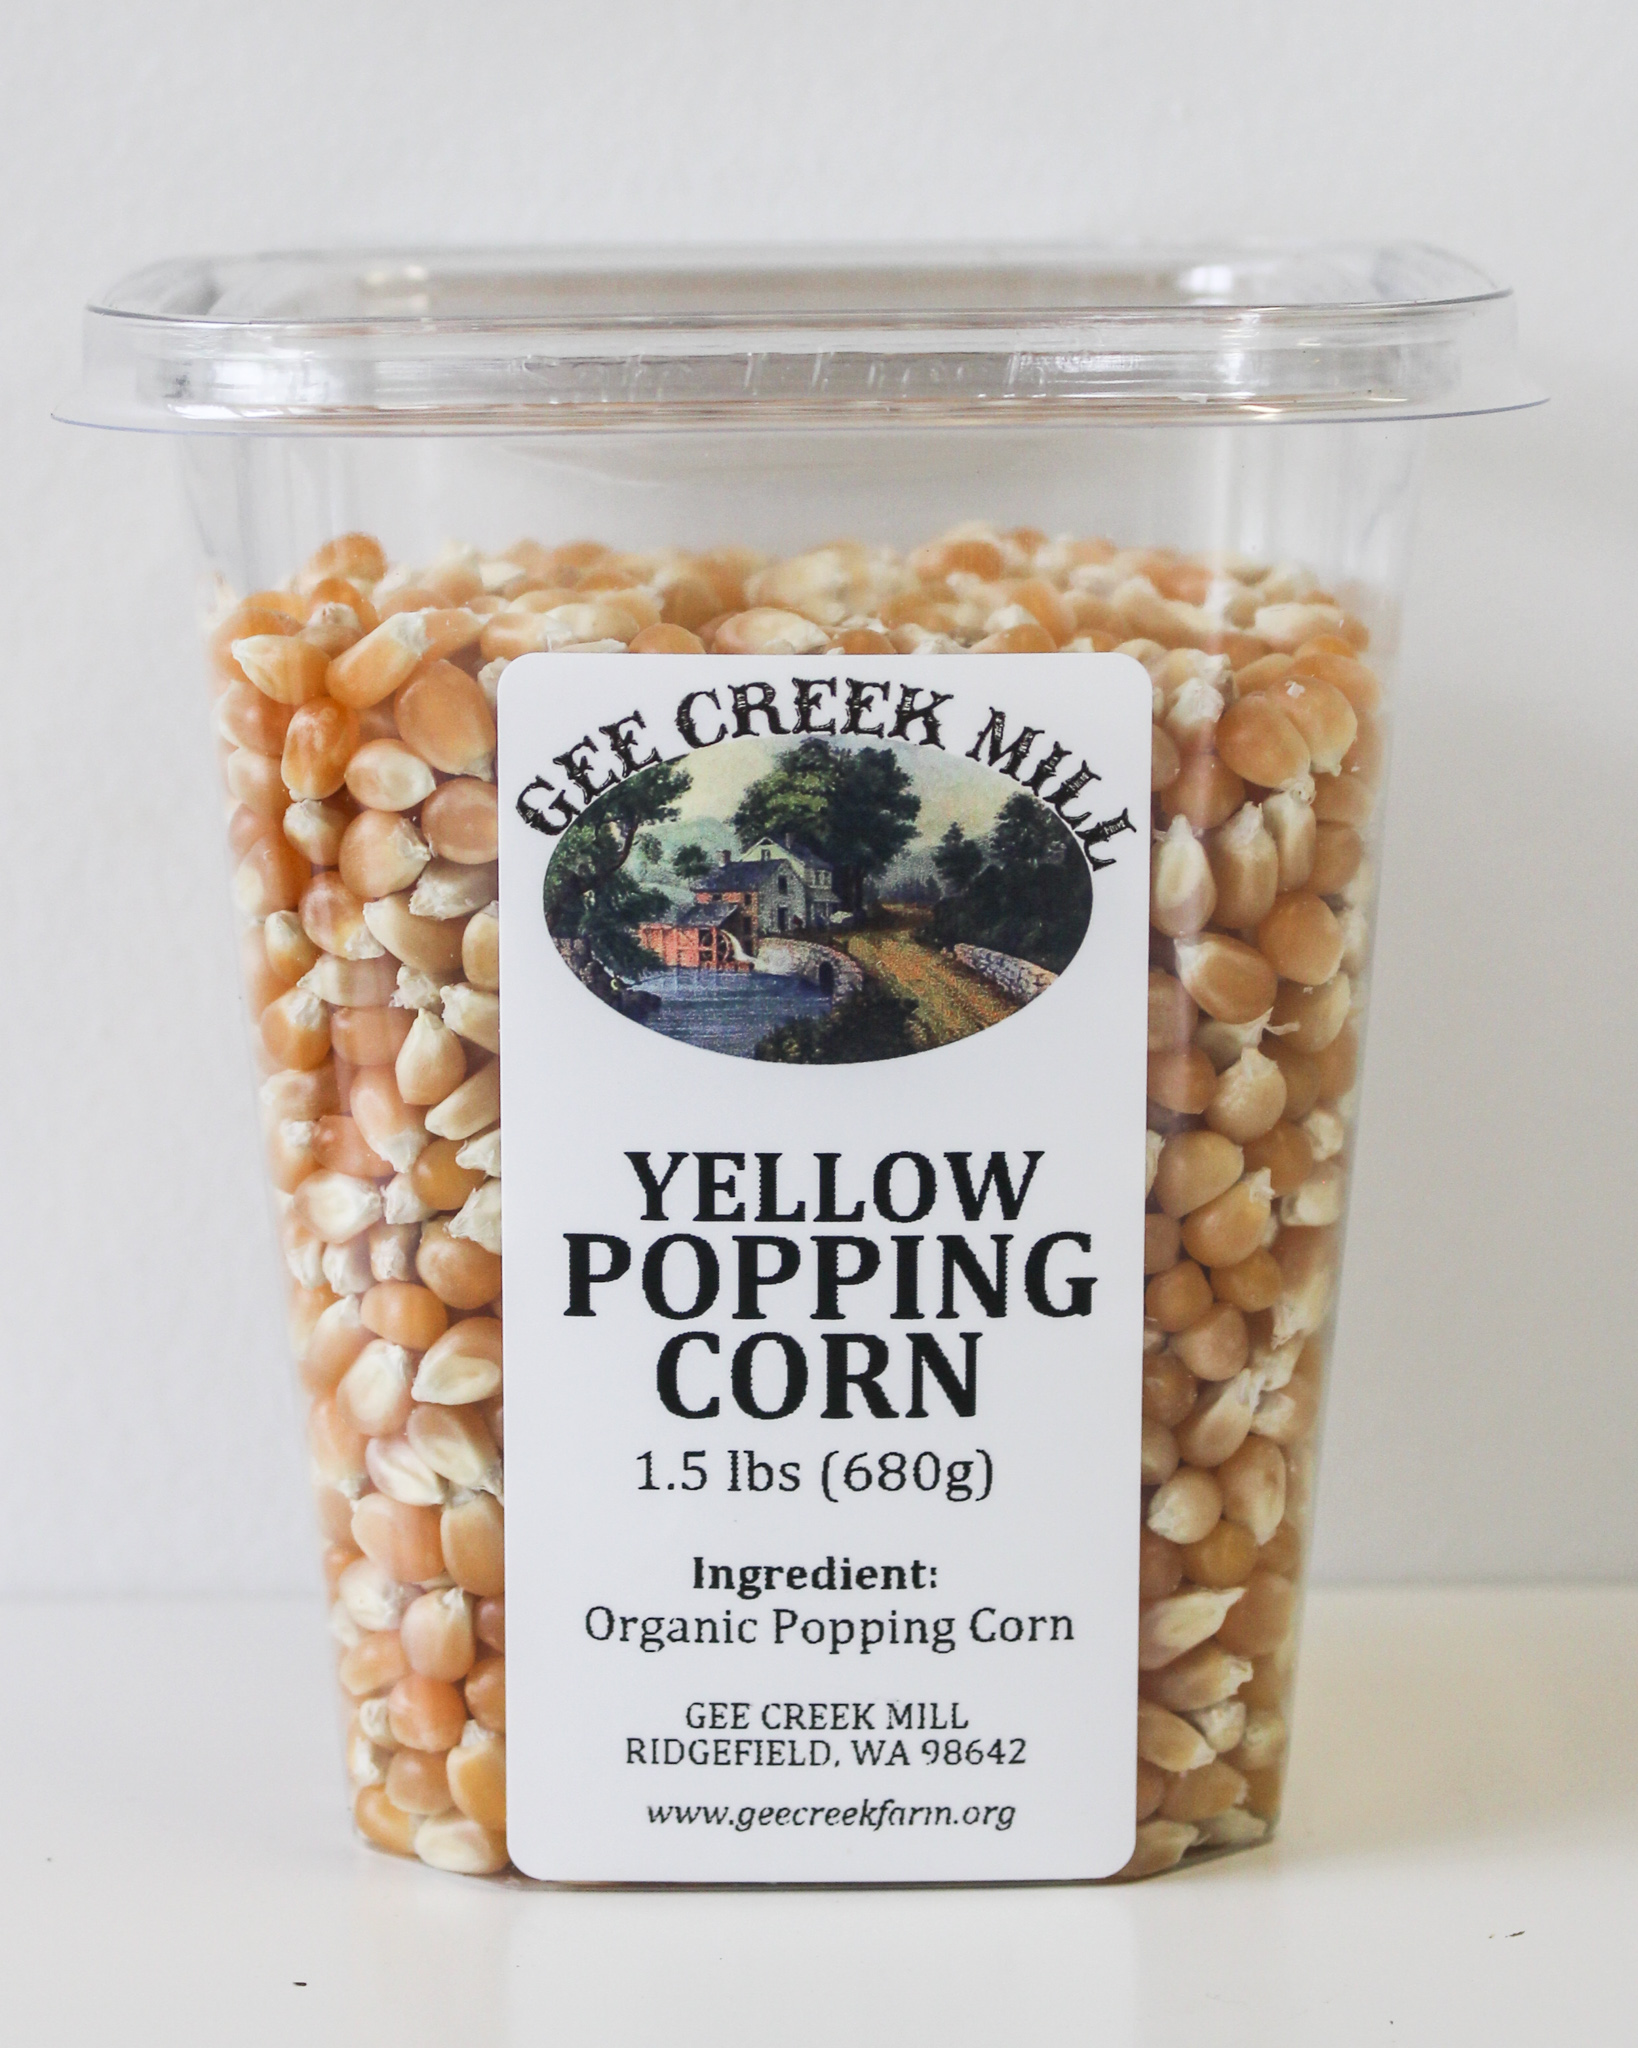 GEE CREEK MILL
YELLOW
POPPING
CORN
1.5 lbs (680g)
Ingredient:
Organic Popping Corn
GEE CREEK MILL
RIDGEFIELD, WA 98642
www.geecreekfarm.org